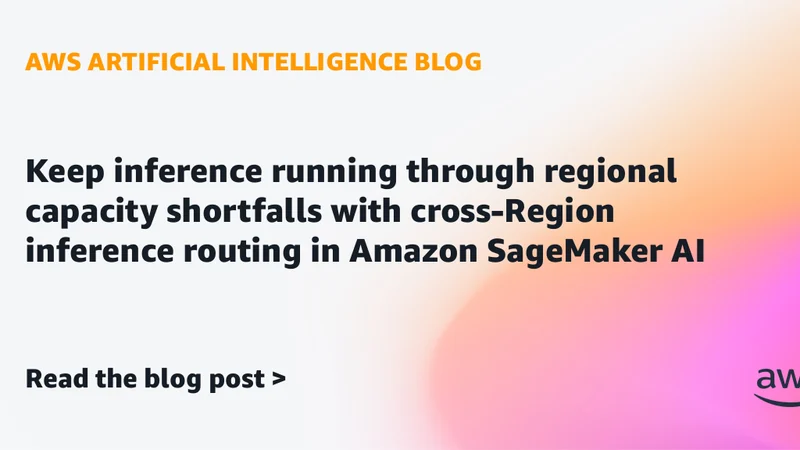 AWS ARTIFICIAL INTELLIGENCE BLOG
Keep inference running through regional
capacity shortfalls with cross-Region
inference routing in Amazon SageMaker AI
Read the blog post >
aw